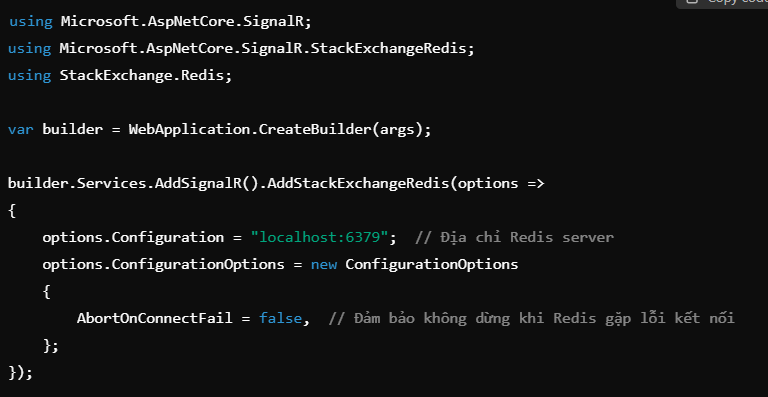 Copy code
using Microsoft.AspNetCore.SignalR;
using Microsoft.AspNetCore.SignalR.StackExchangeRedis;
using StackExchange.Redis;
var builder = WebApplication.CreateBuilder(args);
builder.Services.AddSignalR().AddStackExchangeRedis(options =>
{
    options.Configuration = "localhost:6379";  // Địa chỉ Redis server
    options.ConfigurationOptions = new ConfigurationOptions
    {
        AbortOnConnectFail = false,  // Đảm bảo không dừng khi Redis gặp lỗi kết nối
    };
});